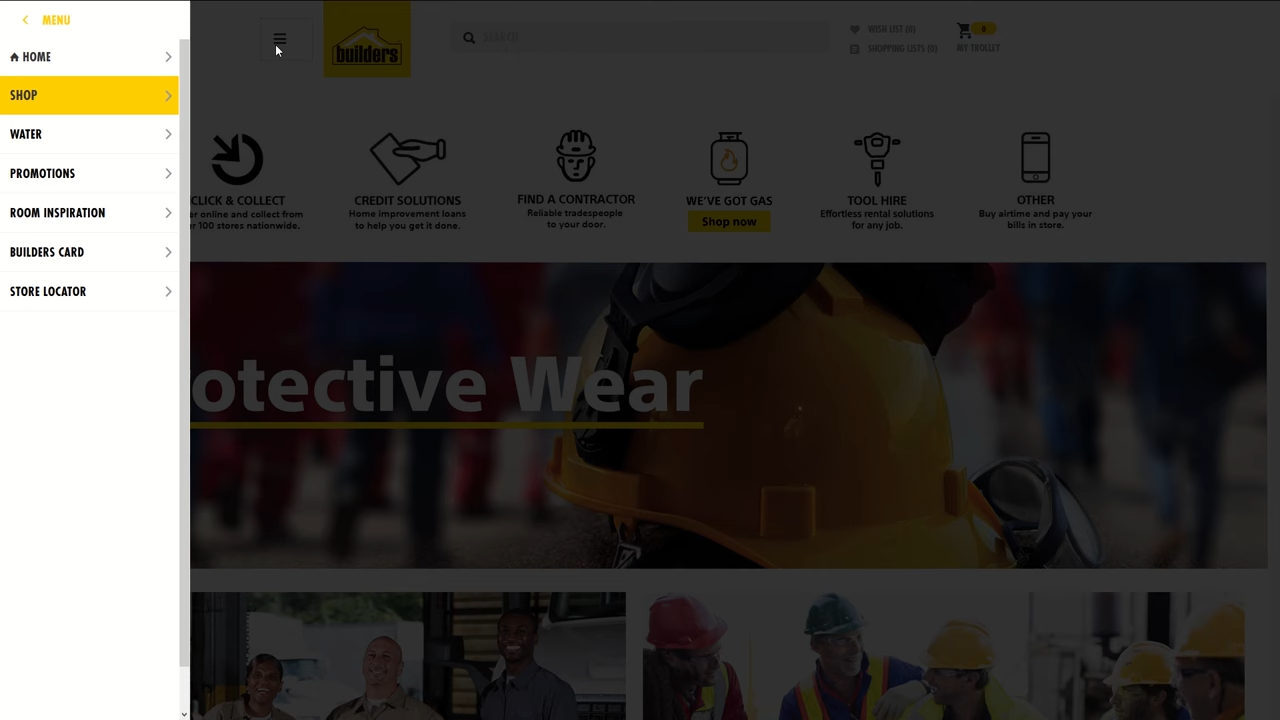 MENU
HOME
SHOP
WATER
PROMOTIONS
ROOM INSPIRATION
BUILDERS CARD
STORE LOCATOR
builders
SEARCH
WISH LIST (0)
SHOPPING LISTS (0)
0
MY TROLLEY
CLICK & COLLECT
er online and collect from
r 100 stores nationwide.
CREDIT SOLUTIONS
Home improvement loans
to help you get it done.
FIND A CONTRACTOR
Reliable tradespeople
to your door.
WE'VE GOT GAS
Shop now
TOOL HIRE
Effortless rental solutions
for any job.
OTHER
Buy airtime and pay your
bills in store.
otective Wear